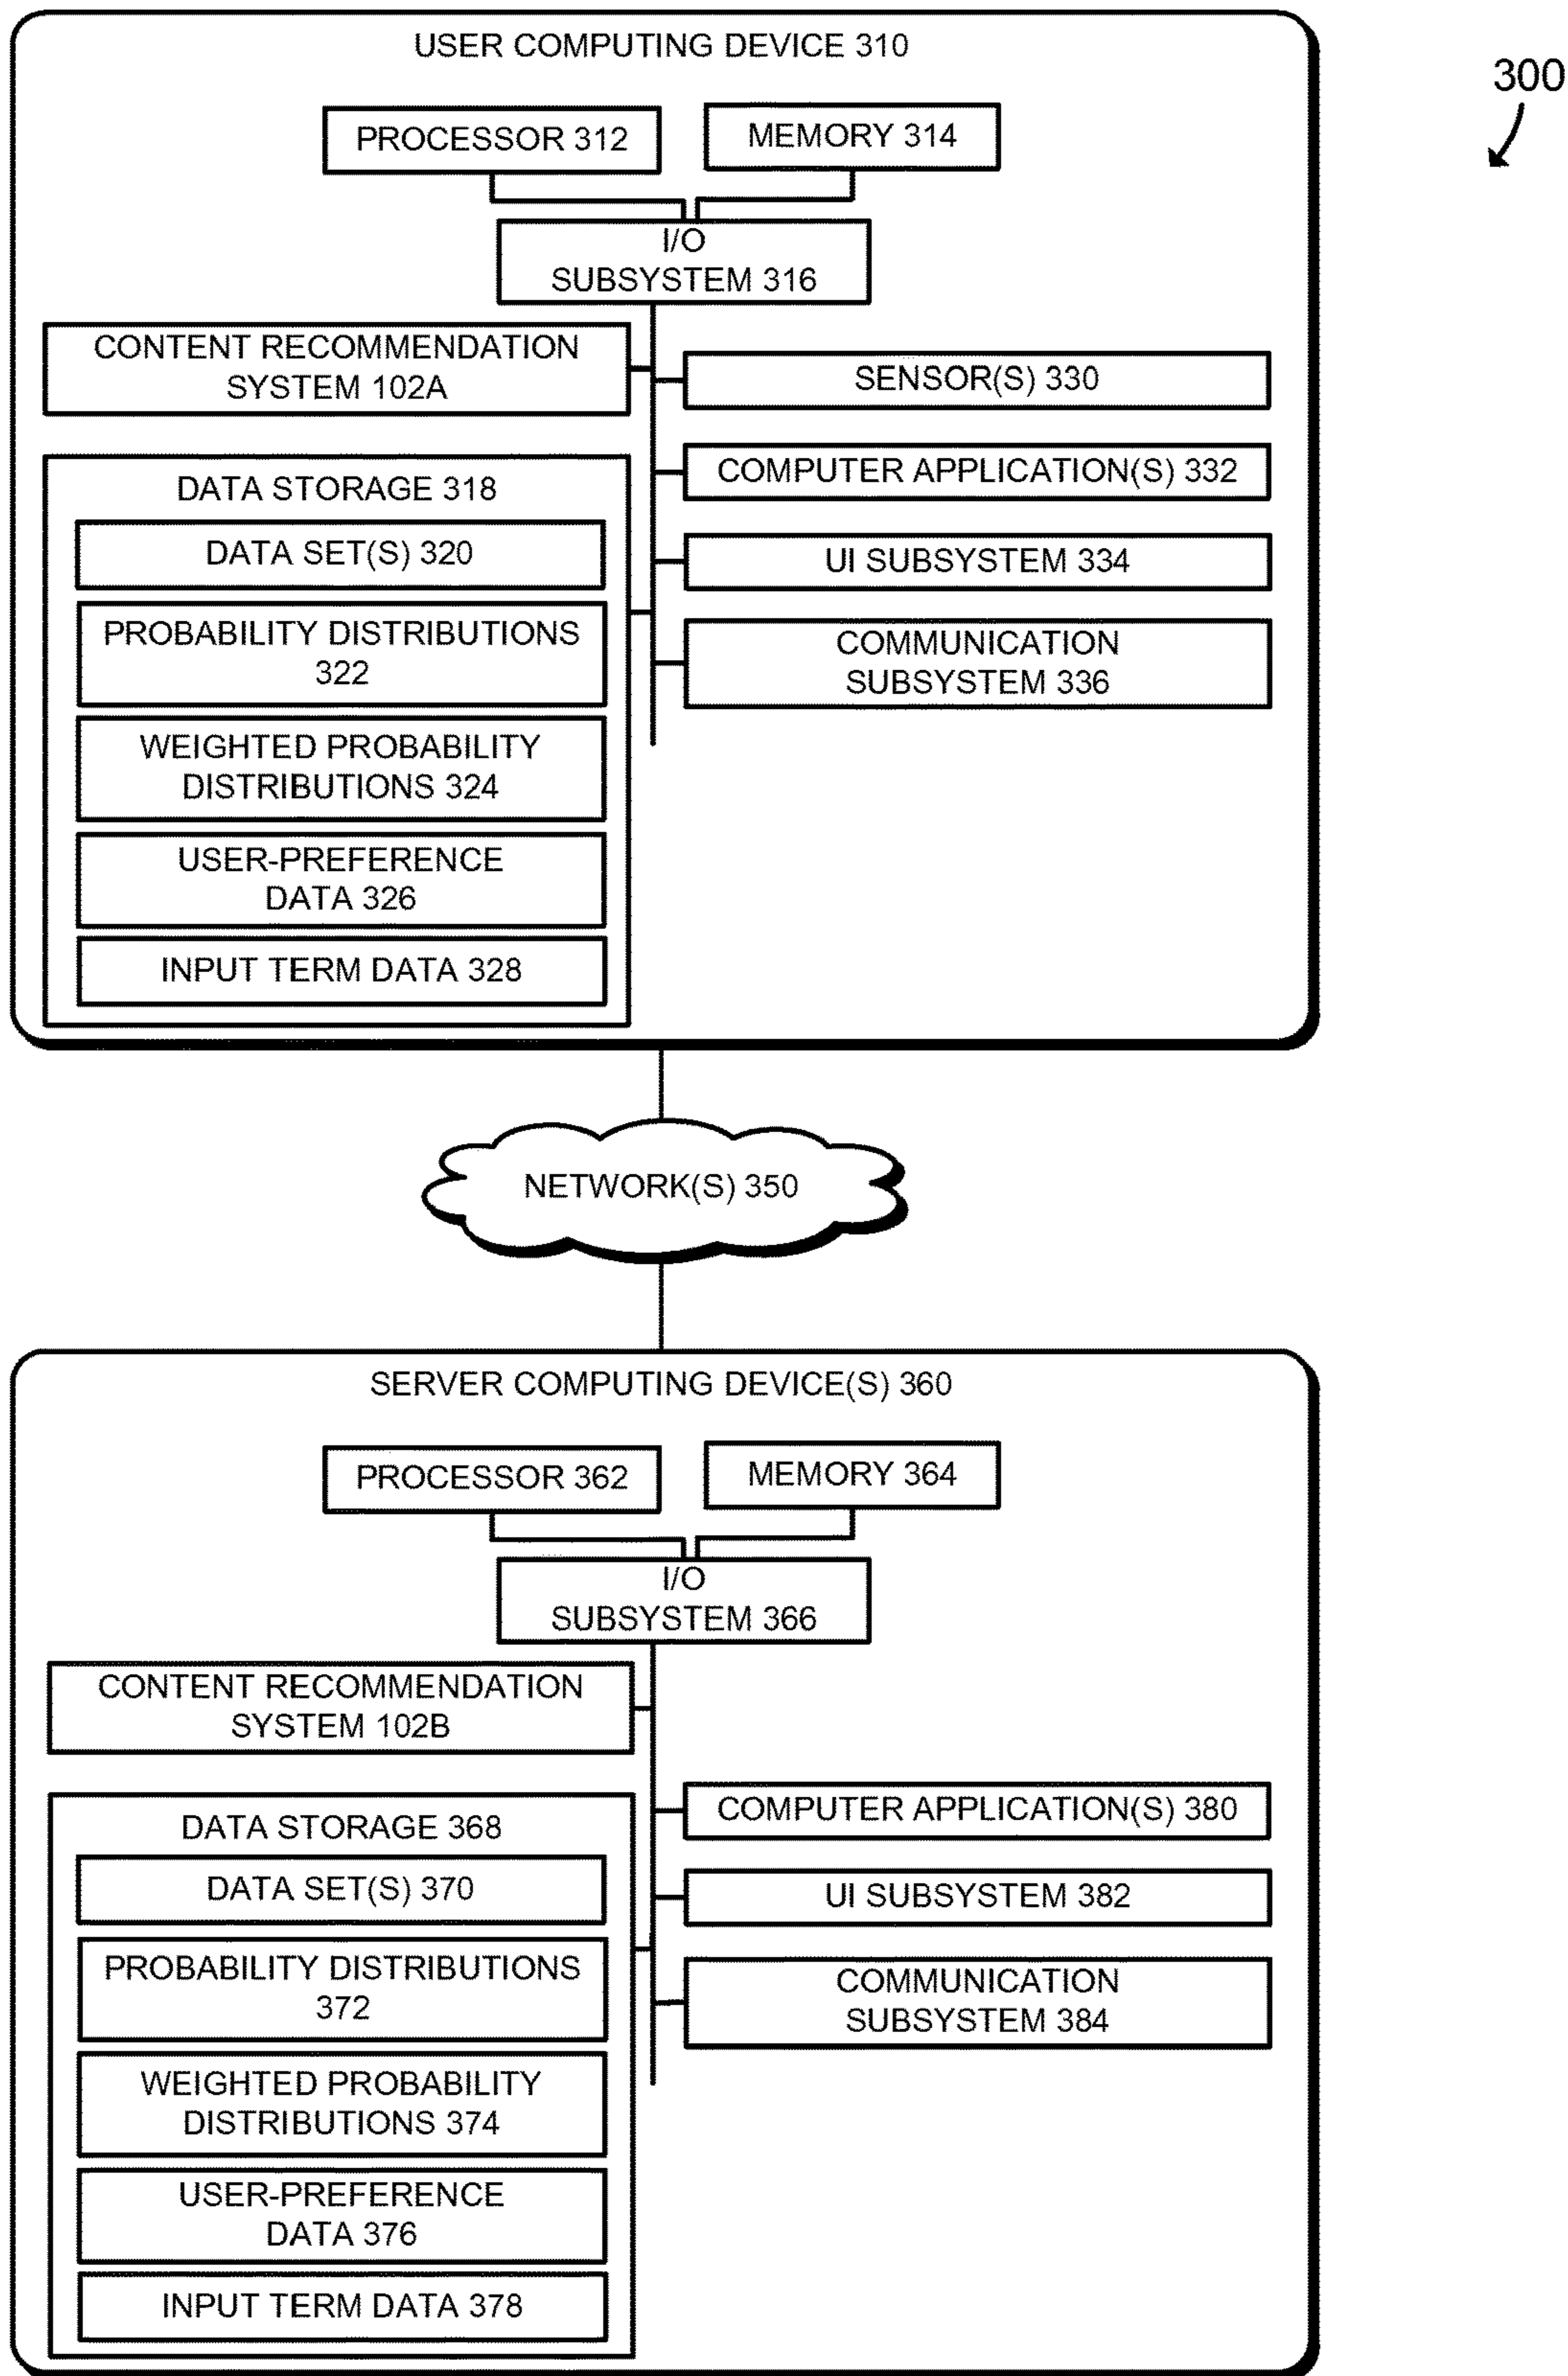 USER COMPUTING DEVICE 310
300
PROCESSOR 312
MEMORY 314
I/O
SUBSYSTEM 316
CONTENT RECOMMENDATION
SYSTEM 102A
DATA STORAGE 318
DATA SET(S) 320
PROBABILITY DISTRIBUTIONS
322
WEIGHTED PROBABILITY
DISTRIBUTIONS 324
USER-PREFERENCE
DATA 326
INPUT TERM DATA 328
SENSOR(S) 330
COMPUTER APPLICATION(S) 332
UI SUBSYSTEM 334
COMMUNICATION
SUBSYSTEM 336
NETWORK(S) 350
SERVER COMPUTING DEVICE(S) 360
PROCESSOR 362
MEMORY 364
I/O
SUBSYSTEM 366
CONTENT RECOMMENDATION
SYSTEM 102B
DATA STORAGE 368
DATA SET(S) 370
PROBABILITY DISTRIBUTIONS
372
WEIGHTED PROBABILITY
DISTRIBUTIONS 374
USER-PREFERENCE
DATA 376
INPUT TERM DATA 378
COMPUTER APPLICATION(S) 380
UI SUBSYSTEM 382
COMMUNICATION
SUBSYSTEM 384